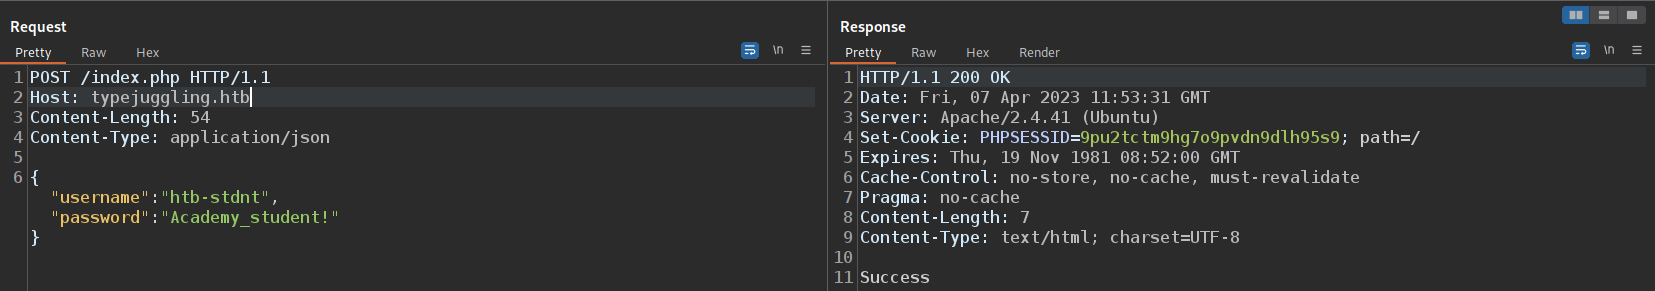 Request
Pretty Raw Hex
\n
1 POST /index.php HTTP/1.1
2 Host: typejuggling.htb
3 Content-Length: 54
4 Content-Type: application/json
5
6 {
"username":"htb-stdnt",
"password":"Academy_student!"
}
Response
Pretty Raw Hex Render
\n
1 HTTP/1.1 200 OK
2 Date: Fri, 07 Apr 2023 11:53:31 GMT
3 Server: Apache/2.4.41 (Ubuntu)
4 Set-Cookie: PHPSESSID=9pu2tctm9hg7o9pvdn9dlh95s9; path=/
5 Expires: Thu, 19 Nov 1981 08:52:00 GMT
6 Cache-Control: no-store, no-cache, must-revalidate
7 Pragma: no-cache
8 Content-Length: 7
9 Content-Type: text/html; charset=UTF-8
10
11 Success